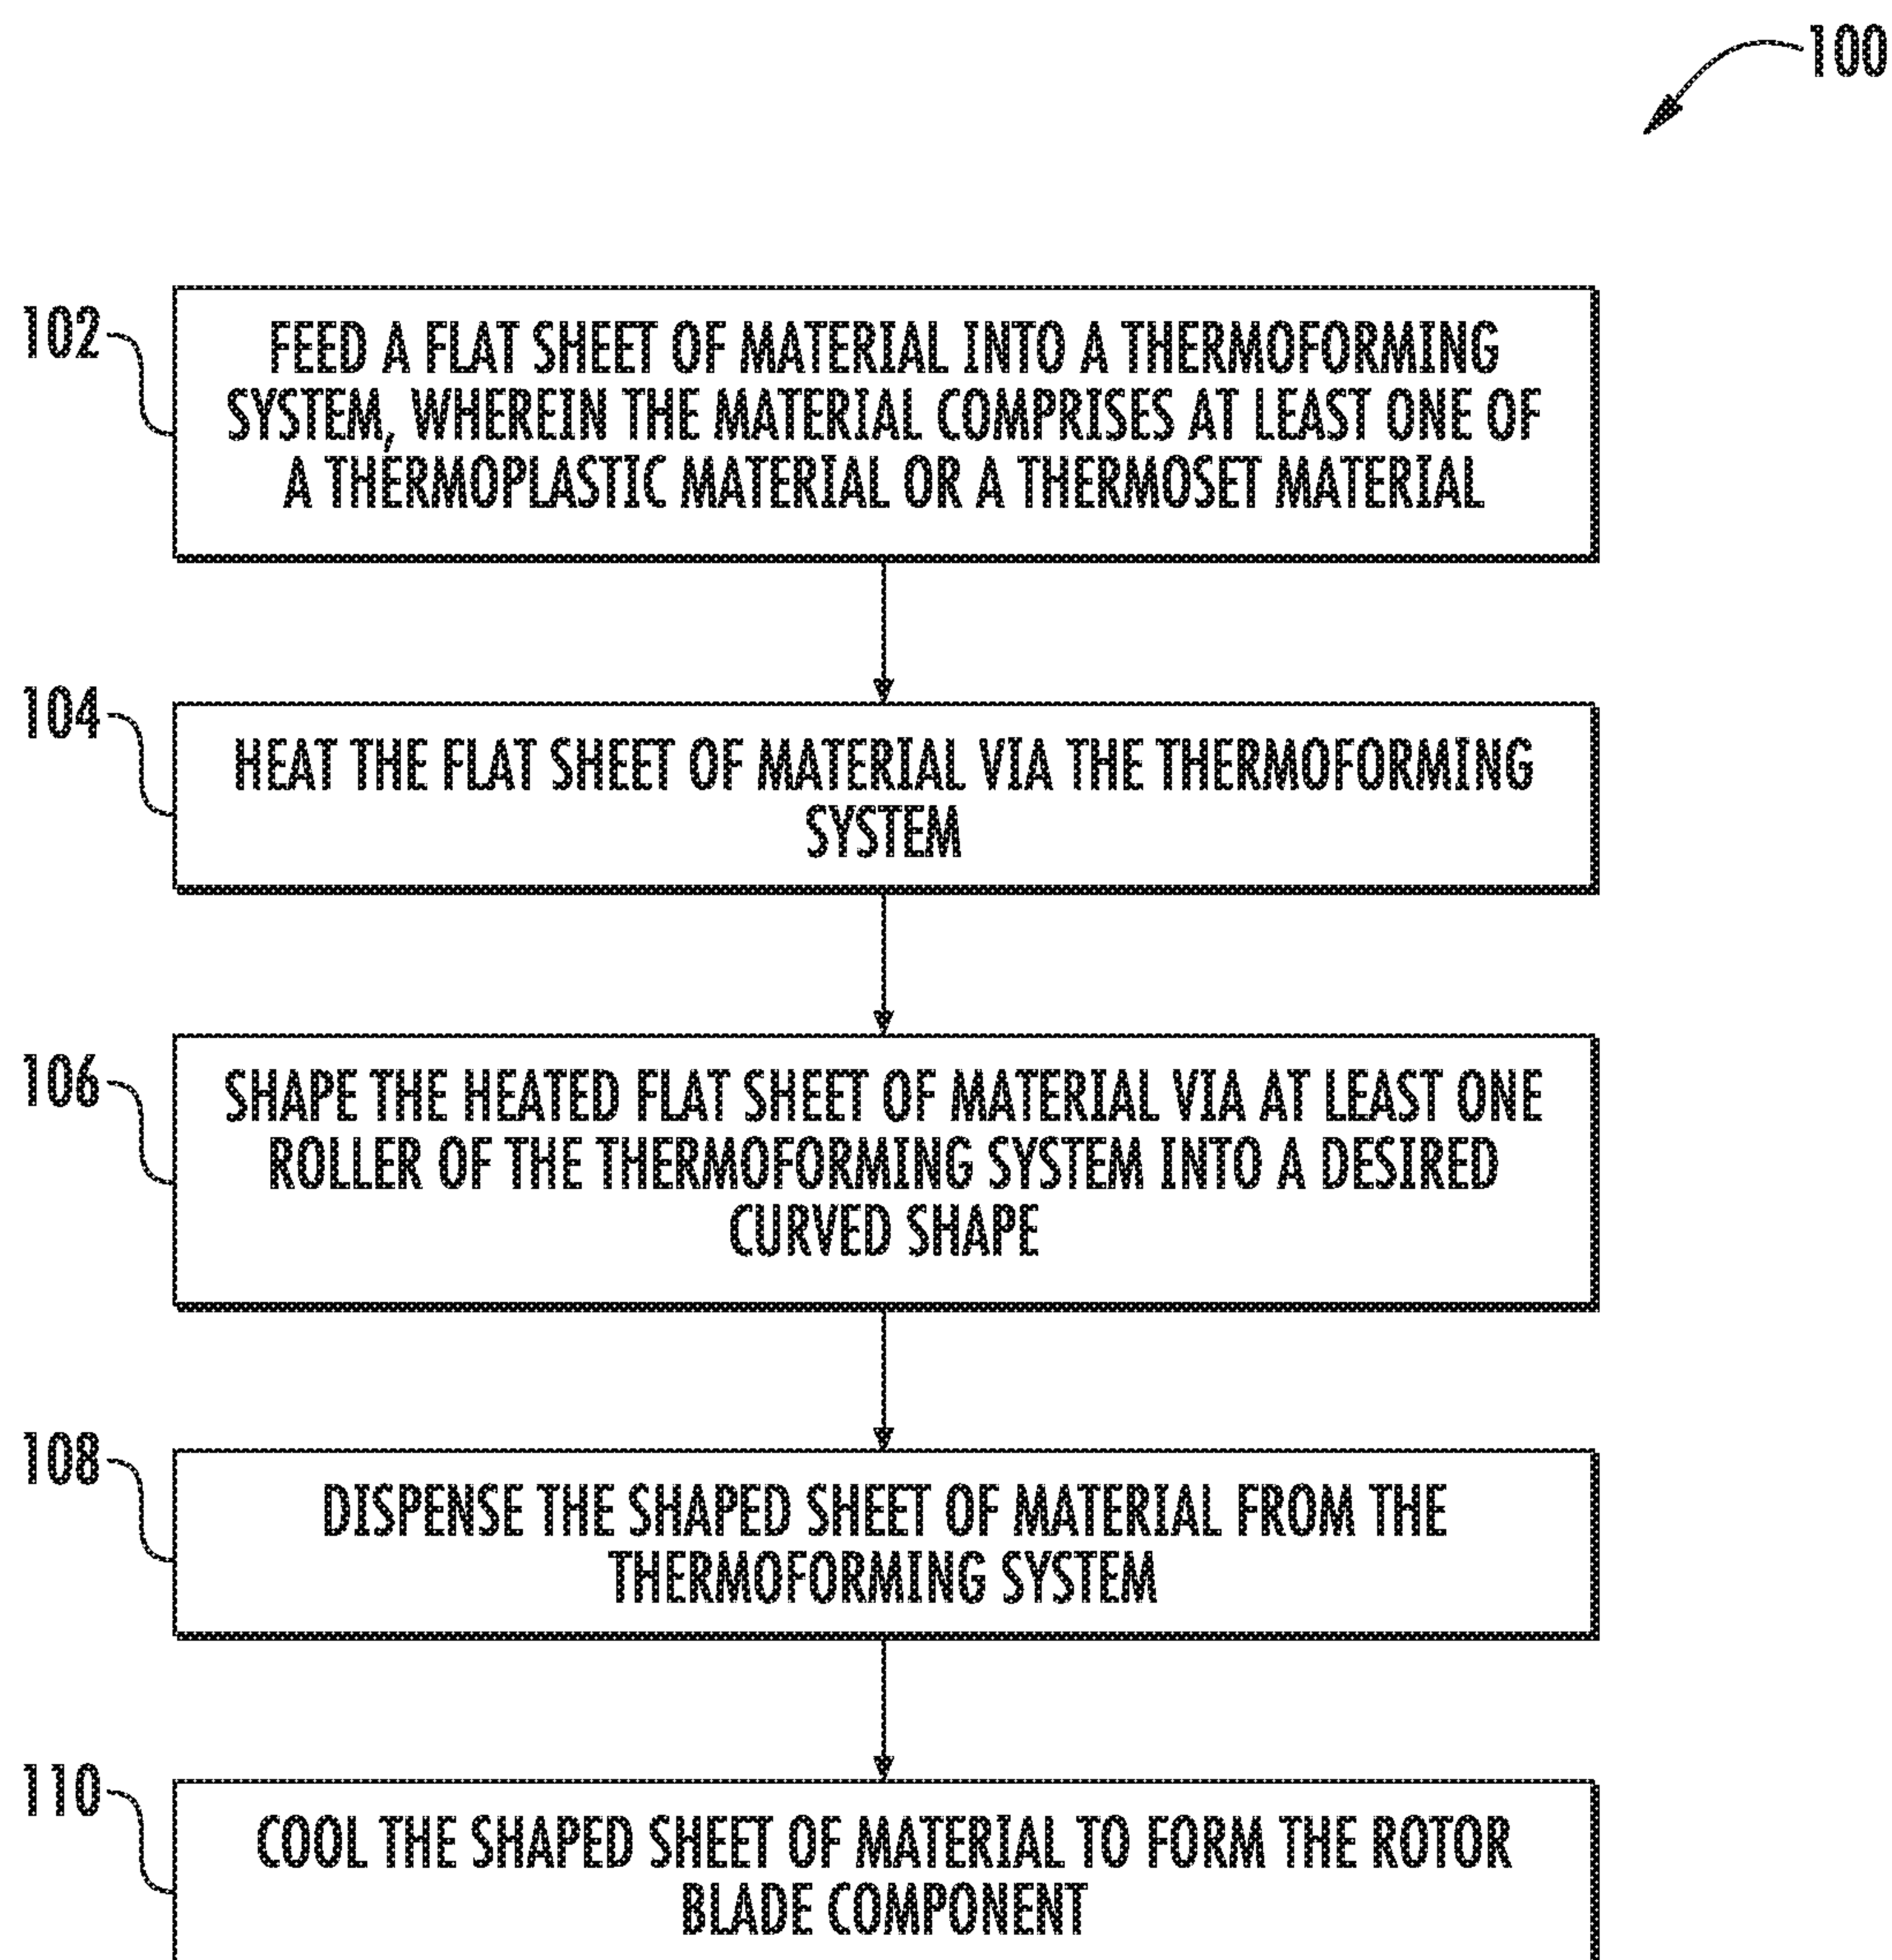 100
102
FEED A FLAT SHEET OF MATERIAL INTO A THERMOFORMING
SYSTEM, WHEREIN THE MATERIAL COMPRISES AT LEAST ONE OF
A THERMOPLASTIC MATERIAL OR A THERMOSET MATERIAL
104
HEAT THE FLAT SHEET OF MATERIAL VIA THE THERMOFORMING
SYSTEM
106
SHAPE THE HEATED FLAT SHEET OF MATERIAL VIA AT LEAST ONE
ROLLER OF THE THERMOFORMING SYSTEM INTO A DESIRED
CURVED SHAPE
108
DISPENSE THE SHAPED SHEET OF MATERIAL FROM THE
THERMOFORMING SYSTEM
110
COOL THE SHAPED SHEET OF MATERIAL TO FORM THE ROTOR
BLADE COMPONENT